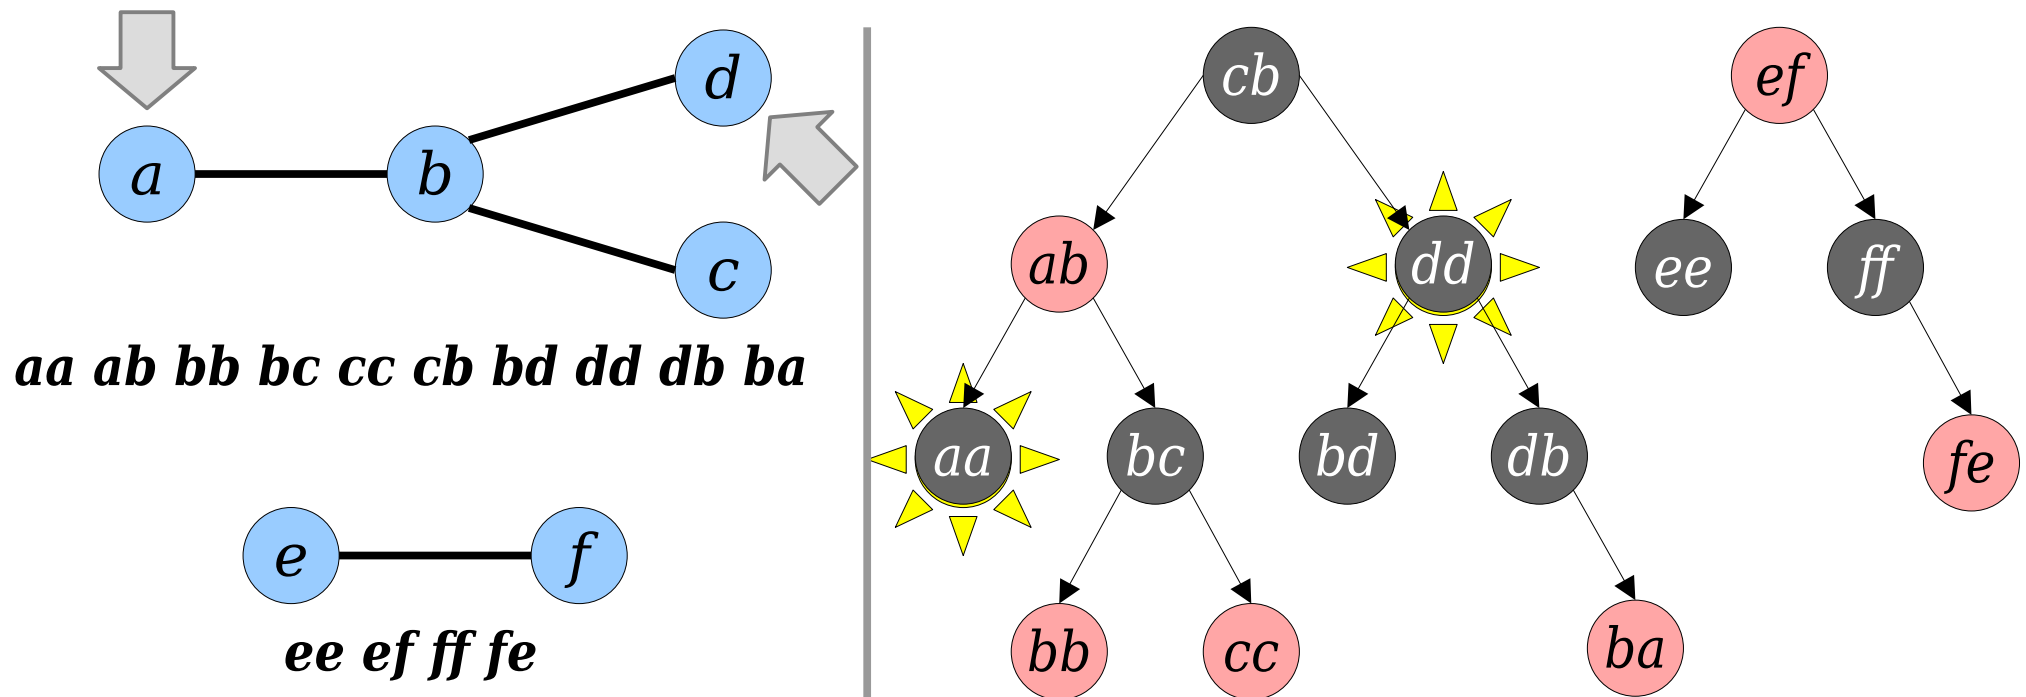 d
a
b
c
aa ab bb bc cc cb bd dd db ba
e
f
ee ef ff fe
cb
ab
dd
aa
bc
bd
db
bb
cc
ba
ef
ee
ff
fe